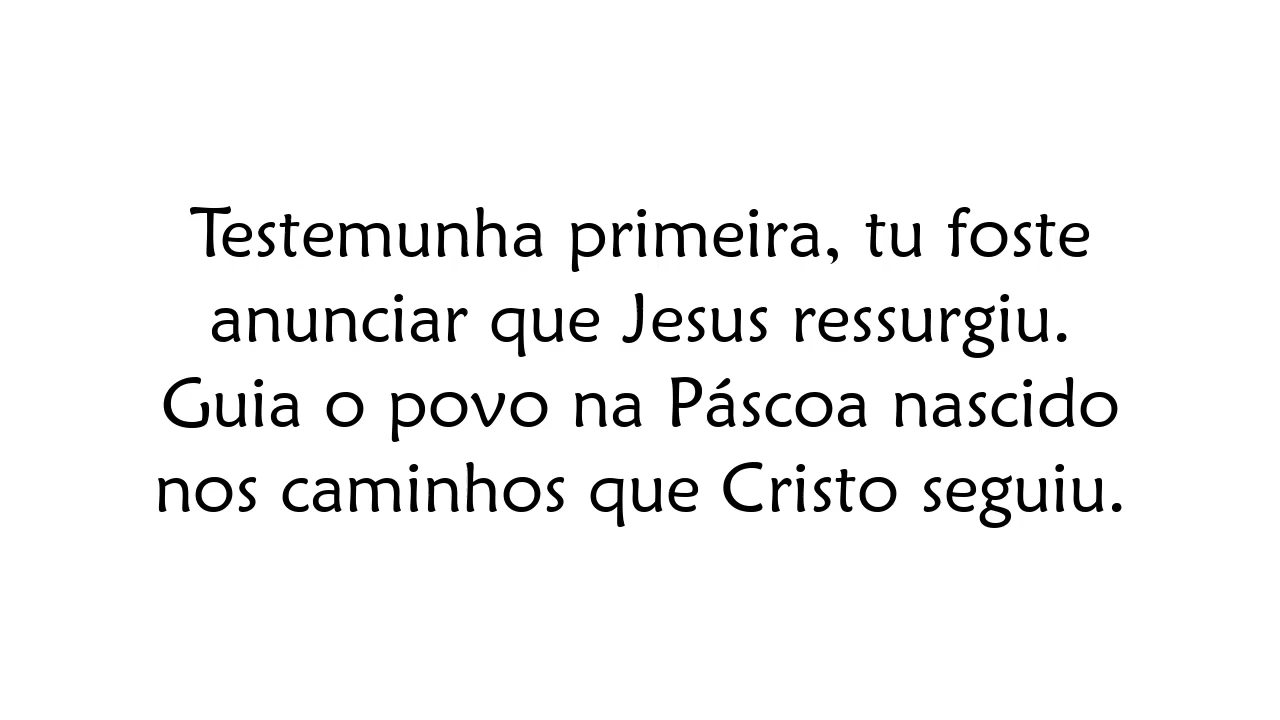 Testemunha primeira, tu foste
anunciar que Jesus ressurgiu.
Guia o povo na Páscoa nascido
nos caminhos que Cristo seguiu.